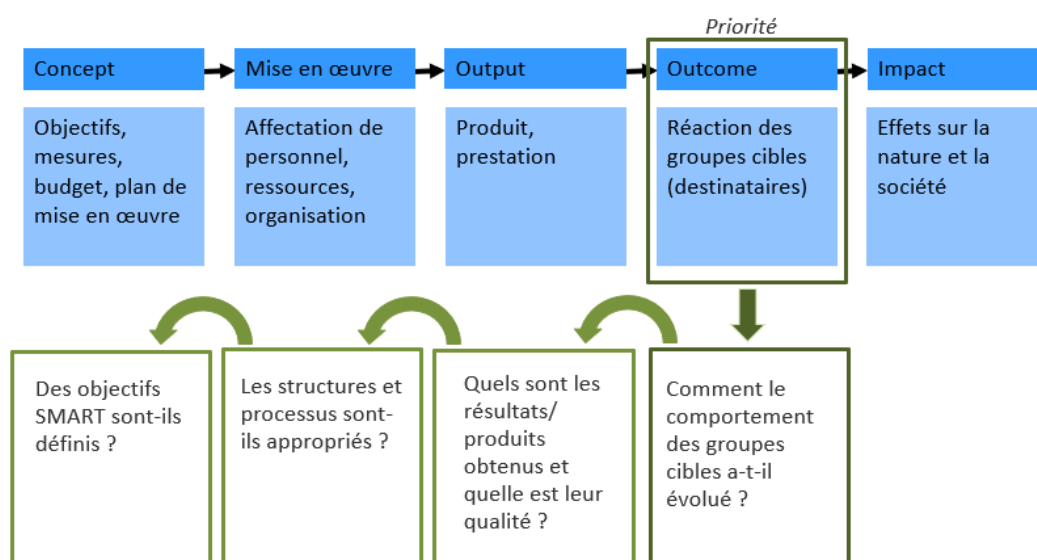 Priorité
Concept
Mise en œuvre
Output
Outcome
Impact
Objectifs,
mesures,
budget, plan de
mise en œuvre
Affectation de
personnel,
ressources,
organisation
Produit,
prestation
Réaction des
groupes cibles
(destinataires)
Effets sur la
nature et la
société
Des objectifs
SMART sont-ils
définis ?
Les structures et
processus sont-
ils appropriés ?
Quels sont les
résultats/
produits
obtenus et
quelle est leur
qualité ?
Comment le
comportement
des groupes
cibles a-t-il
évolué ?